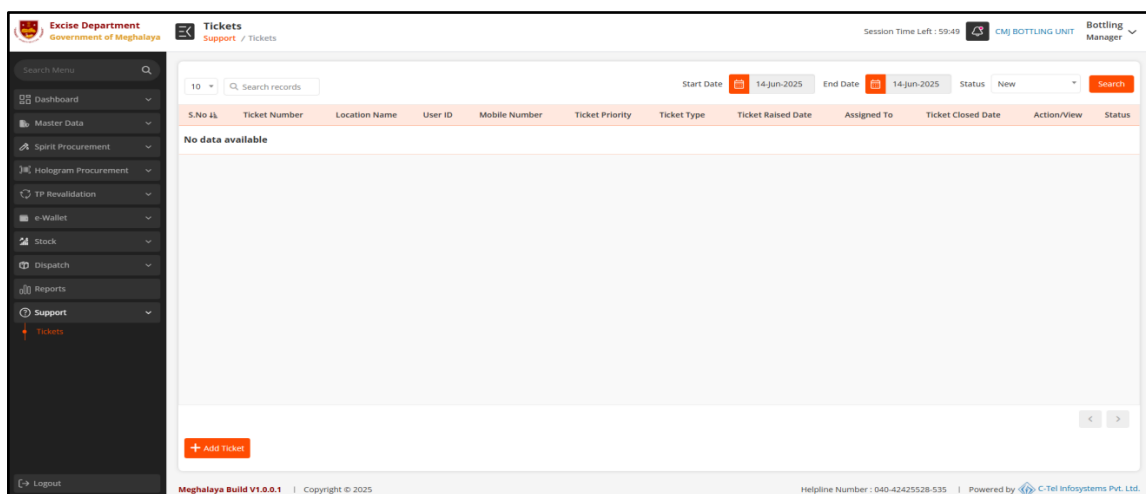 Excise Department
Government of Meghalaya
Tickets
Support / Tickets
Session Time Left : 59:49
CMJ BOTTLING UNIT
Bottling
Manager
Search Menu
Dashboard
Master Data
Spirit Procurement
Hologram Procurement
TP Revalidation
e-Wallet
Stock
Dispatch
Reports
Support
Tickets
Logout
10 Search records Start Date 14-Jun-2025 End Date 14-Jun-2025 Status New Search
S.No Ticket Number Location Name User ID Mobile Number Ticket Priority Ticket Type Ticket Raised Date Assigned To Ticket Closed Date Action/View Status
No data available
< >
+ Add Ticket
Meghalaya Build V1.0.0.1 | Copyright © 2025 Helpline Number : 040-42425528-535 | Powered by C-Tel Infosystems Pvt. Ltd.